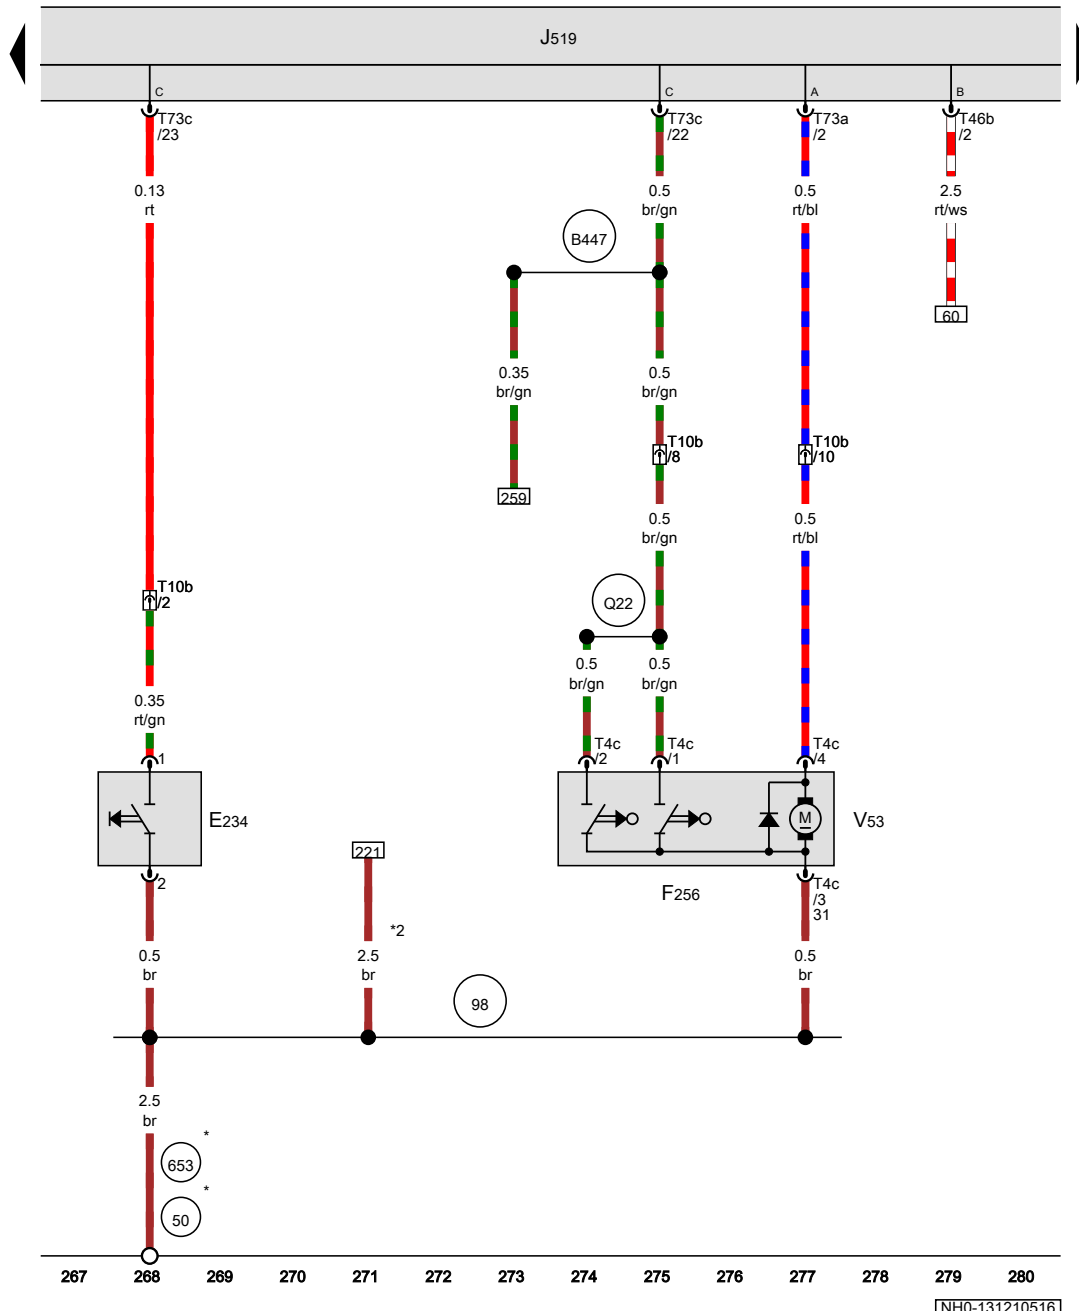 J519
C
C
A
B
T73c
/23
T73c
/22
T73a
/2
T46b
/2
0.13
rt
0.5
br/gn
0.5
rt/bl
2.5
rt/ws
B447
60
0.35
br/gn
0.5
br/gn
T10b
/8
T10b
/10
259
0.5
br/gn
0.5
rt/bl
T10b
/2
Q22
0.5
br/gn
0.5
br/gn
0.35
rt/gn
1
T4c
/2
T4c
/1
T4c
/4
E234
M
V53
221
2
F256
T4c
/3
31
*2
0.5
br
2.5
br
0.5
br
98
2.5
br
*
653
*
50
267 268 269 270 271 272 273 274 275 276 277 278 279 280
NH0-131210516